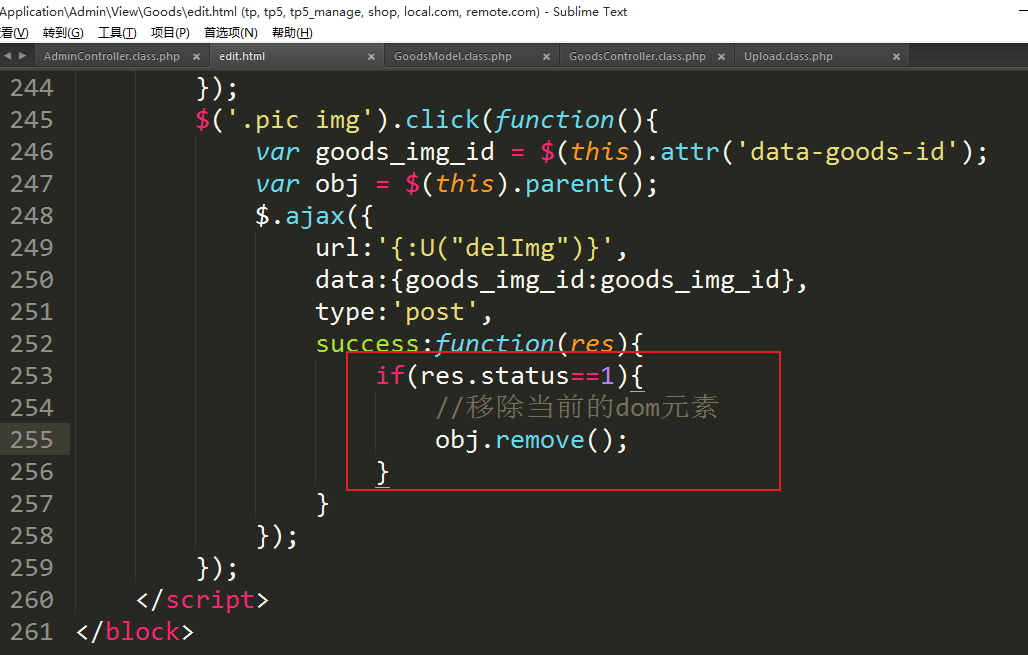 Application\Admin\View\Goods\edit.html (tp, tp5, tp5_manage, shop, local.com, remote.com) - Sublime Text
看(V) 转到(G) 工具(T) 项目(P) 首选项(N) 帮助(H)
AdminController.class.php × edit.html × GoodsModel.class.php × GoodsController.class.php × Upload.class.php ×
244 });
245 $('.pic img').click(function(){
246 var goods_img_id = $(this).attr('data-goods-id');
247 var obj = $(this).parent();
248 $.ajax({
249 url:'{:U("delImg")}',
250 data:{goods_img_id:goods_img_id},
251 type:'post',
252 success:function(res){
253 if(res.status==1){
254 //移除当前的dom元素
255 obj.remove();
256 }
257 }
258 });
259 });
260 </script>
261 </block>